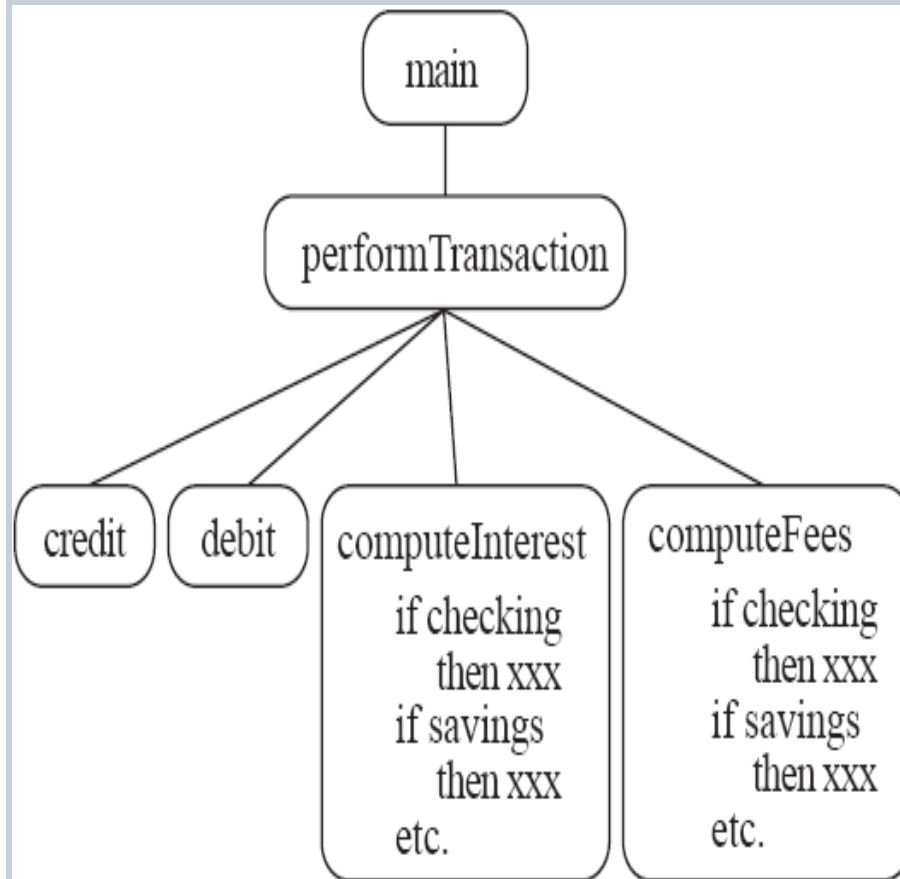 main
performTransaction
credit
debit
computeInterest
if checking
then xxx
if savings
then xxx
etc.
computeFees
if checking
then xxx
if savings
then xxx
etc.